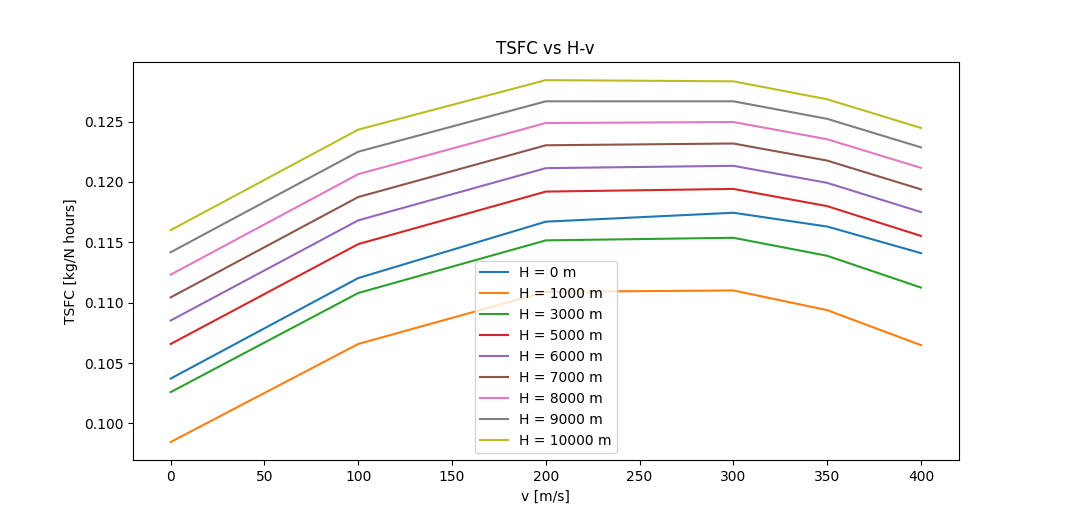 TSFC vs H-v
TSFC [kg/N hours]
0.125
0.120
0.115
0.110
0.105
0.100
H = 0 m
H = 1000 m
H = 3000 m
H = 5000 m
H = 6000 m
H = 7000 m
H = 8000 m
H = 9000 m
H = 10000 m
0 50 100 150 200 250 300 350 400
v [m/s]